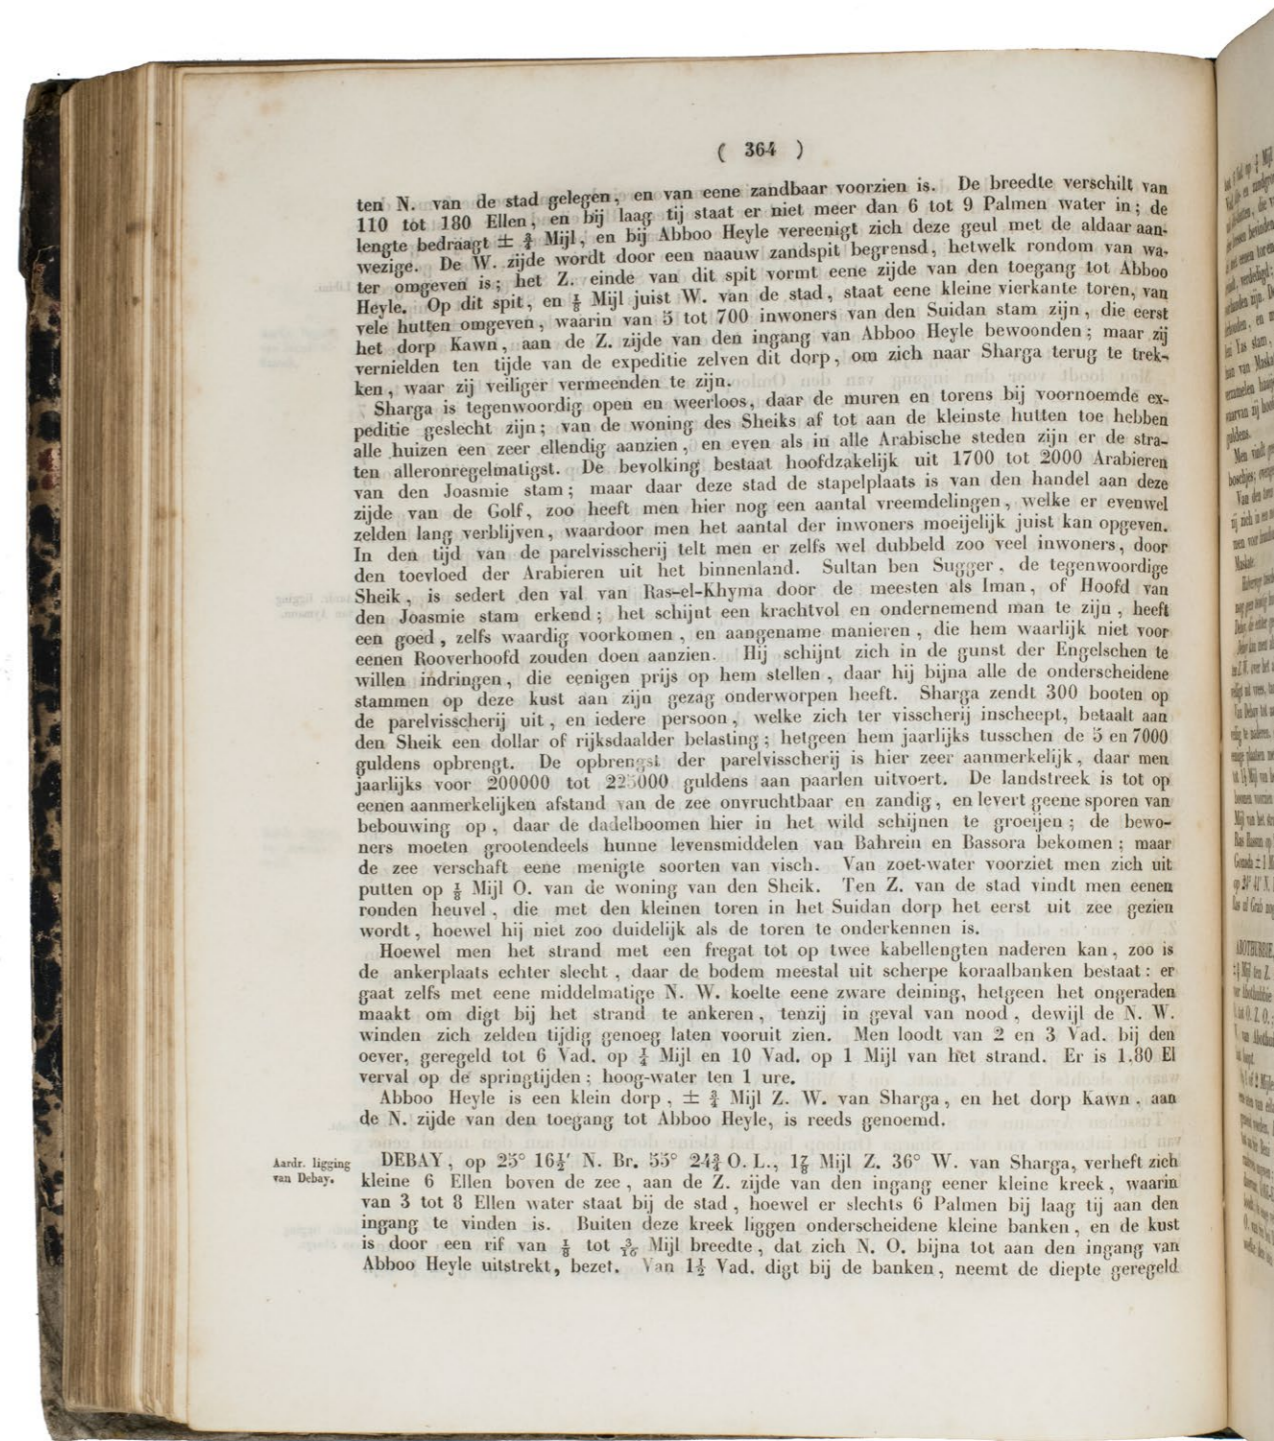 ( 364 )
ten N. van de stad gelegen, en van eene zandbaar voorzien is. De breedte verschilt van
110 tot 180 Ellen, en bij laag tij staat er niet meer dan 6 tot 9 Palmen water in; de
lengte bedraagt ± ¾ Mijl, en bij Abboo Heyle vereenigt zich deze geul met de aldaar aan-
wezige. De W. zijde wordt door een naauw zandspit begrensd, hetwelk rondom van wa-
ter omgeven is; het Z. einde van dit spit vormt eene zijde van den toegang tot Abboo
Heyle. Op dit spit, en ⅛ Mijl juist W. van de stad, staat eene kleine vierkante toren, van
vele hutten omgeven, waarin van 5 tot 700 inwoners van den Suidan stam zijn, die eerst
het dorp Kawn, aan de Z. zijde van den ingang van Abboo Heyle bewoonden; maar zij
vernielden ten tijde van de expeditie zelven dit dorp, om zich naar Sharga terug te trek-
ken, waar zij veiliger vermeenden te zijn.
Sharga is tegenwoordig open en weerloos, daar de muren en torens bij voornoemde ex-
peditie geslecht zijn; van de woning des Sheiks af tot aan de kleinste hutten toe hebben
alle huizen een zeer ellendig aanzien, en even als in alle Arabische steden zijn er de stra-
ten alleronregelmatigst. De bevolking bestaat hoofdzakelijk uit 1700 tot 2000 Arabieren
van den Joasmie stam; maar daar deze stad de stapelplaats is van den handel aan deze
zijde van de Golf, zoo heeft men hier nog een aantal vreemdelingen, welke er evenwel
zelden lang verblijven, waardoor men het aantal der inwoners moeijelijk juist kan opgeven.
In den tijd van de parelvisscherij telt men er zelfs wel dubbeld zoo veel inwoners, door
den toevloed der Arabieren uit het binnenland. Sultan ben Sugger, de tegenwoordige
Sheik, is sedert den val van Ras-el-Khyma door de meesten als Iman, of Hoofd van
den Joasmie stam erkend; het schijnt een krachtvol en ondernemend man te zijn, heeft
een goed, zelfs waardig voorkomen, en aangename manieren, die hem waarlijk niet voor
eenen Rooverhoofd zouden doen aanzien. Hij schijnt zich in de gunst der Engelschen te
willen indringen, die eenigen prijs op hem stellen, daar hij bijna alle de onderscheidene
stammen op deze kust aan zijn gezag onderworpen heeft. Sharga zendt 300 booten op
de parelvisscherij uit, en iedere persoon, welke zich ter visscherij inscheept, betaalt aan
den Sheik een dollar of rijksdaalder belasting; hetgeen hem jaarlijks tusschen de 5 en 7000
guldens opbrengt. De opbrengst der parelvisscherij is hier zeer aanmerkelijk, daar men
jaarlijks voor 200000 tot 225000 guldens aan paarlen uitvoert. De landstreek is tot op
eenen aanmerkelijken afstand van de zee onvruchtbaar en zandig, en levert geene sporen van
bebouwing op, daar de dadelboomen hier in het wild schijnen te groeijen; de bewo-
ners moeten grootendeels hunne levensmiddelen van Bahrein en Bassora bekomen; maar
de zee verschaft eene menigte soorten van visch. Van zoet-water voorziet men zich uit
putten op ⅛ Mijl O. van de woning van den Sheik. Ten Z. van de stad vindt men eenen
ronden heuvel, die met den kleinen toren in het Suidan dorp het eerst uit zee gezien
wordt, hoewel hij niet zoo duidelijk als de toren te onderkennen is.
Hoewel men het strand met een fregat tot op twee kabellengten naderen kan, zoo is
de ankerplaats echter slecht, daar de bodem meestal uit scherpe koraalbanken bestaat: er
gaat zelfs met eene middelmatige N. W. koelte eene zware deining, hetgeen het ongeraden
maakt om digt bij het strand te ankeren, tenzij in geval van nood, dewijl de N. W.
winden zich zelden tijdig genoeg laten vooruit zien. Men loodt van 2 en 3 Vad. bij den
oever, geregeld tot 6 Vad. op ¼ Mijl en 10 Vad. op 1 Mijl van het strand. Er is 1.80 El
verval op de springtijden; hoog-water ten 1 ure.
Abboo Heyle is een klein dorp, ± ¾ Mijl Z. W. van Sharga, en het dorp Kawn, aan
de N. zijde van den toegang tot Abboo Heyle, is reeds genoemd.
Aardr. ligging
van Debay.
DEBAY, op 25° 16½′ N. Br. 55° 24¾ O. L., 1⅞ Mijl Z. 36° W. van Sharga, verheft zich
kleine 6 Ellen boven de zee, aan de Z. zijde van den ingang eener kleine kreek, waarin
van 3 tot 8 Ellen water staat bij de stad, hoewel er slechts 6 Palmen bij laag tij aan den
ingang te vinden is. Buiten deze kreek liggen onderscheidene kleine banken, en de kust
is door een rif van ⅛ tot 3/16 Mijl breedte, dat zich N. O. bijna tot aan den ingang van
Abboo Heyle uitstrekt, bezet. Van 1½ Vad. digt bij de banken, neemt de diepte geregeld